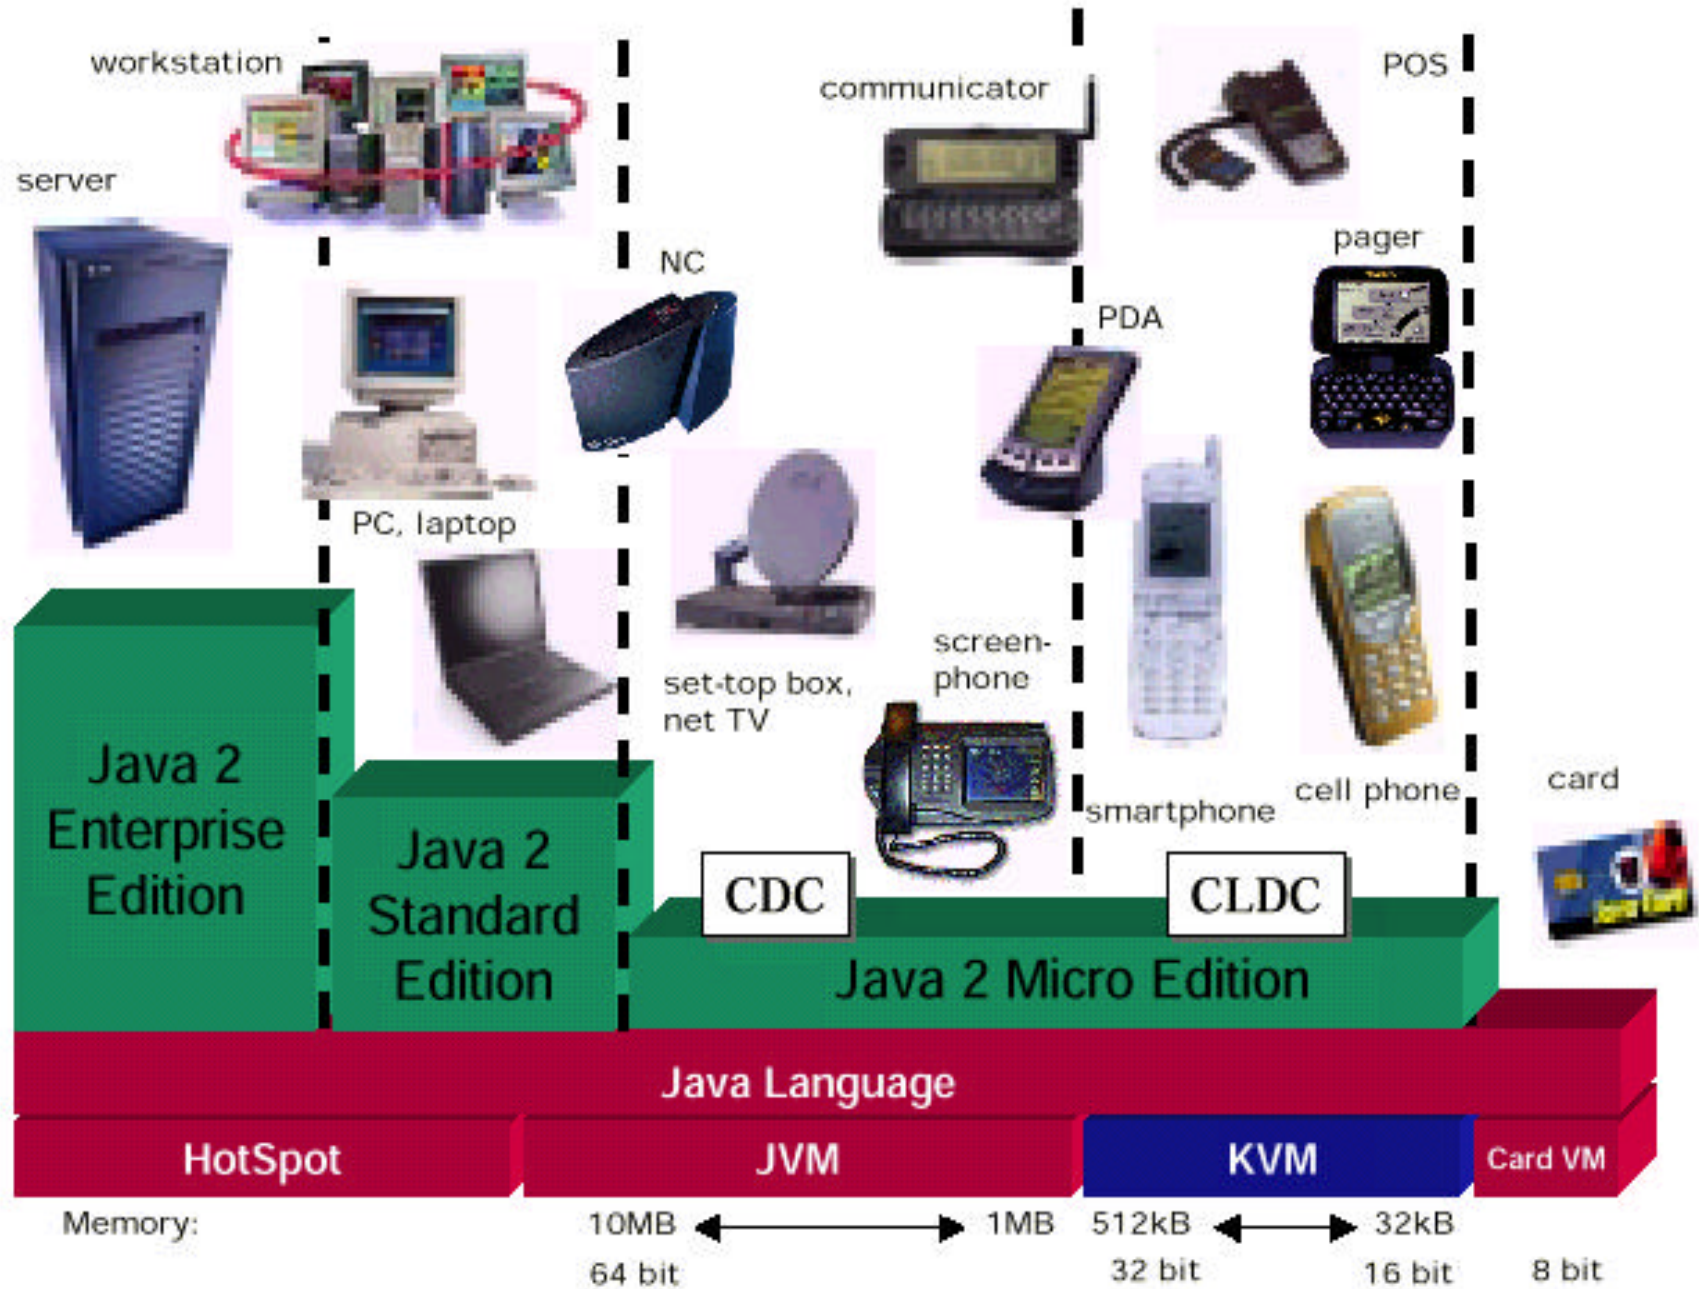 workstation
server
communicator
POS
pager
NC
PDA
PC, laptop
screen-
phone
set-top box,
net TV
smartphone
cell phone
card
Java 2
Enterprise
Edition
Java 2
Standard
Edition
CDC
CLDC
Java 2 Micro Edition
Java Language
HotSpot
JVM
KVM
Card VM
Memory:
10MB
1MB
512kB
32kB
64 bit
32 bit
16 bit
8 bit